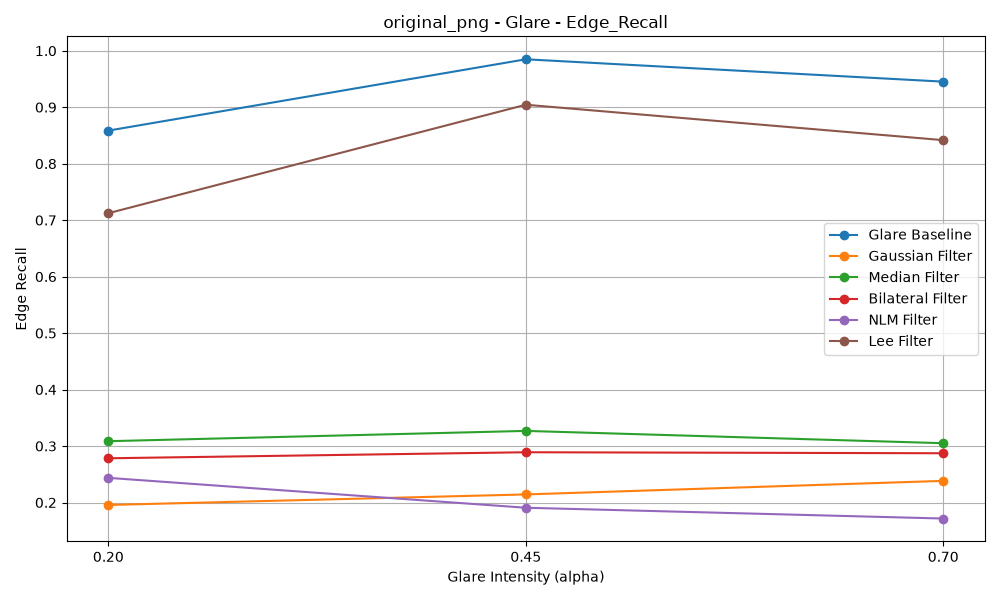 original_png - Glare - Edge_Recall
1.0
0.9
0.8
0.7
0.6
0.5
0.4
0.3
0.2
Edge Recall
Glare Baseline
Gaussian Filter
Median Filter
Bilateral Filter
NLM Filter
Lee Filter
0.20
0.45
0.70
Glare Intensity (alpha)